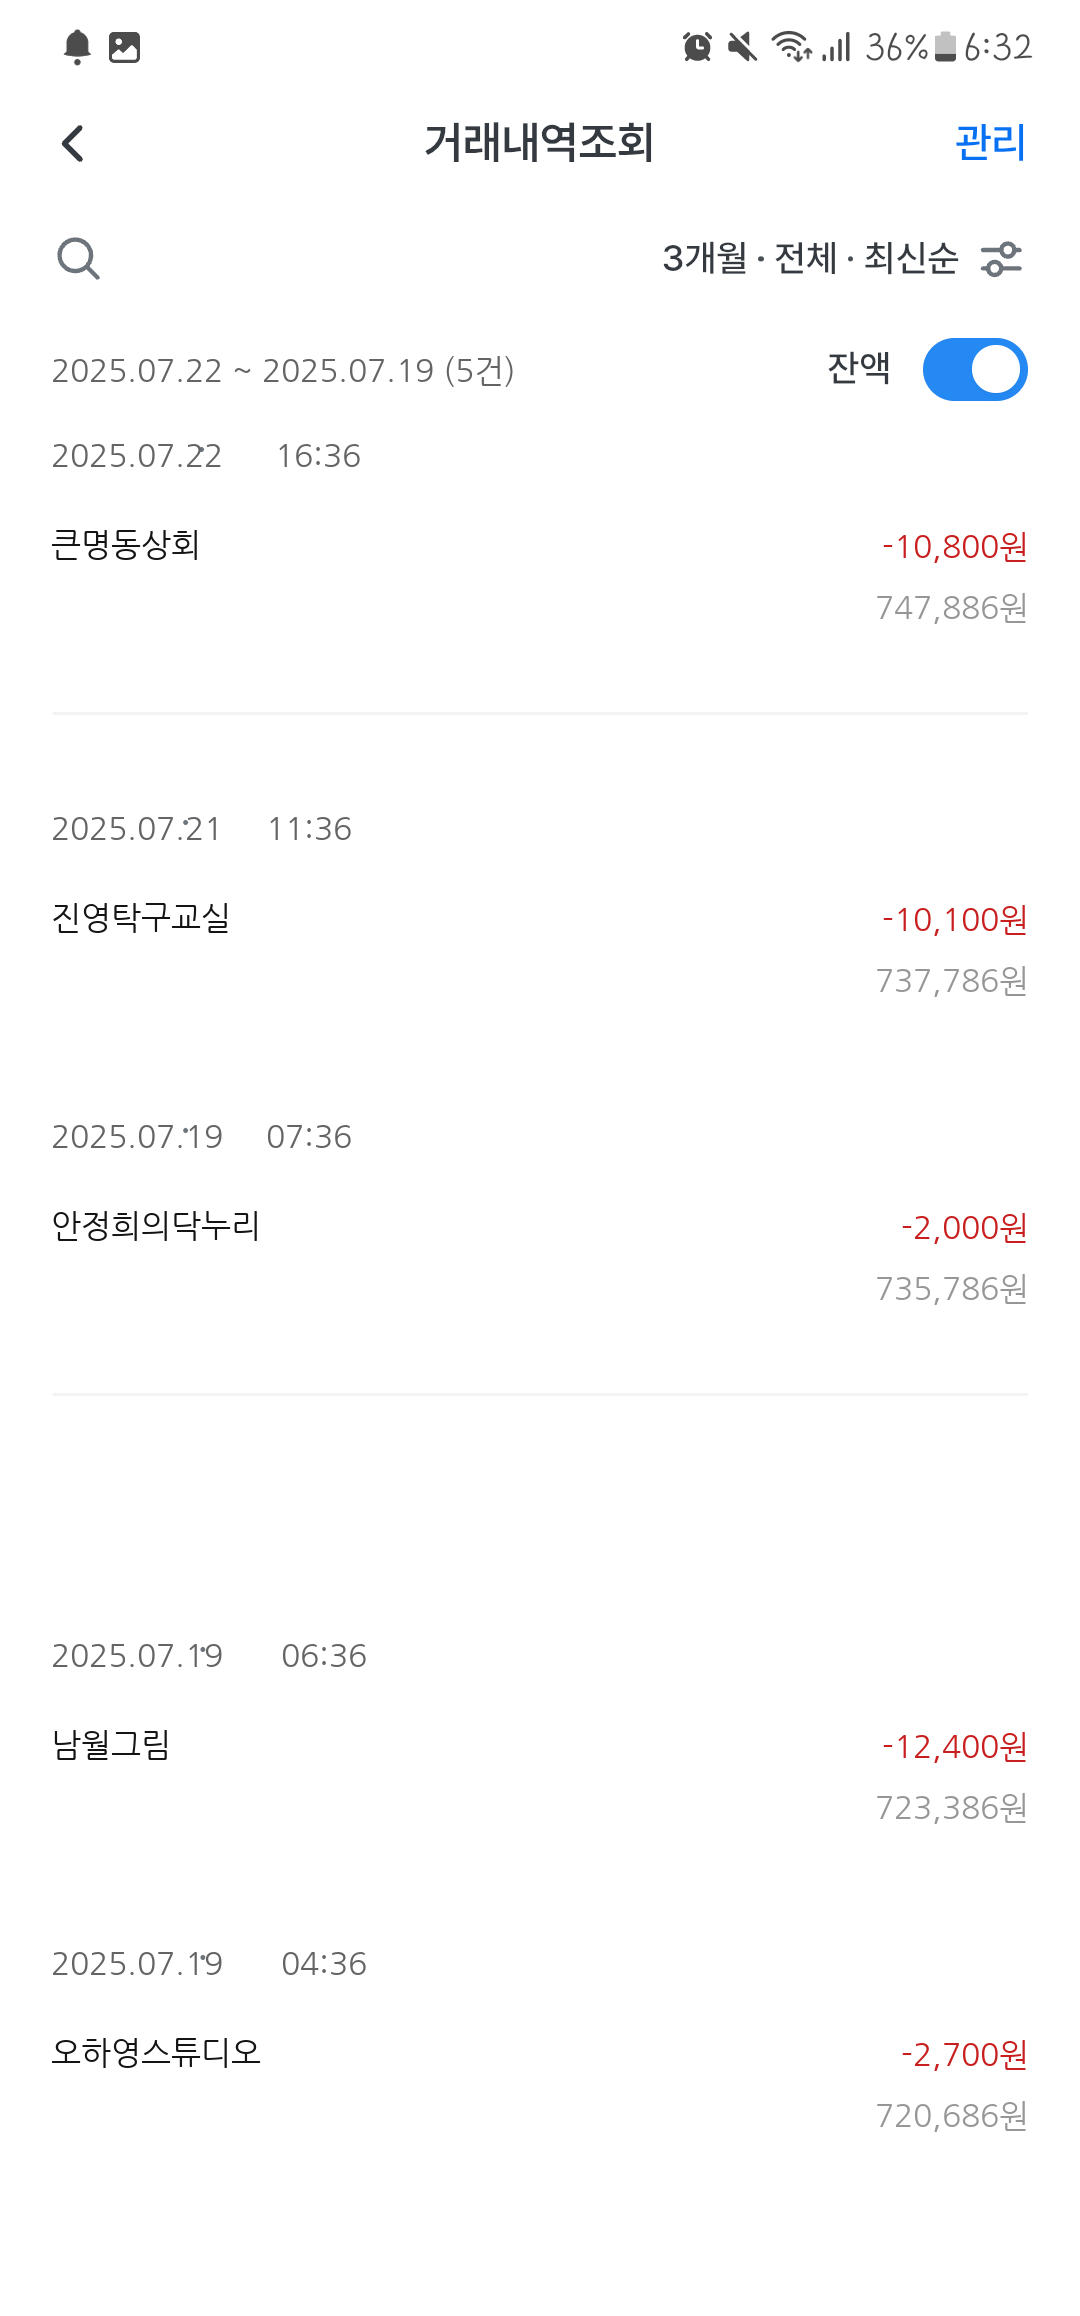 36% 6:32
거래내역조회 관리
3개월 · 전체 · 최신순
2025.07.22 ~ 2025.07.19 (5건) 잔액
2025.07.22 16:36
큰명동상회 -10,800원
747,886원
2025.07.21 11:36
진영탁구교실 -10,100원
737,786원
2025.07.19 07:36
안정희의닥누리 -2,000원
735,786원
2025.07.19 06:36
남월그림 -12,400원
723,386원
2025.07.19 04:36
오하영스튜디오 -2,700원
720,686원